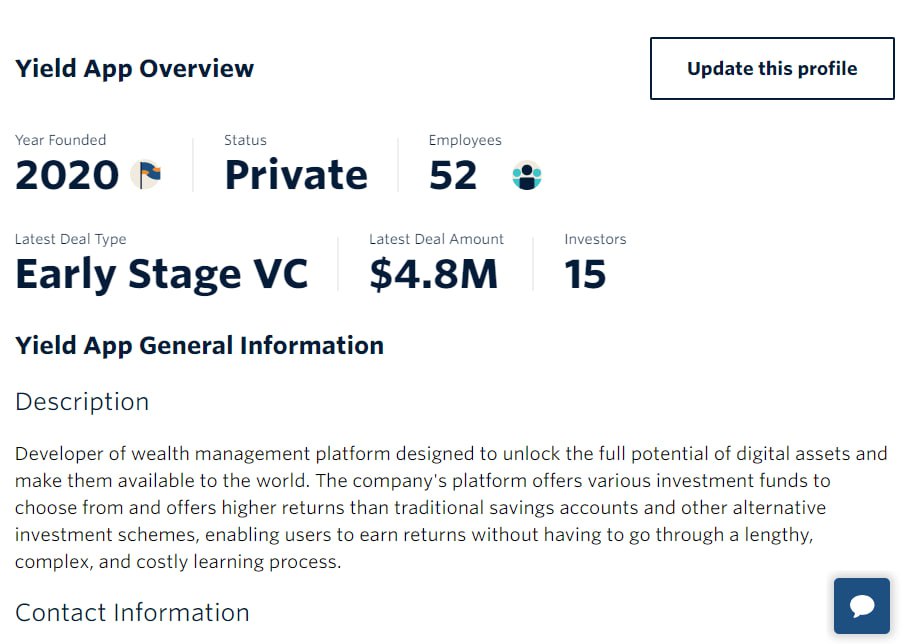 Yield App Overview
Update this profile
Year Founded
2020
Status
Private
Employees
52
Latest Deal Type
Early Stage VC
Latest Deal Amount
$4.8M
Investors
15
Yield App General Information
Description
Developer of wealth management platform designed to unlock the full potential of digital assets and
make them available to the world. The company's platform offers various investment funds to
choose from and offers higher returns than traditional savings accounts and other alternative
investment schemes, enabling users to earn returns without having to go through a lengthy,
complex, and costly learning process.
Contact Information